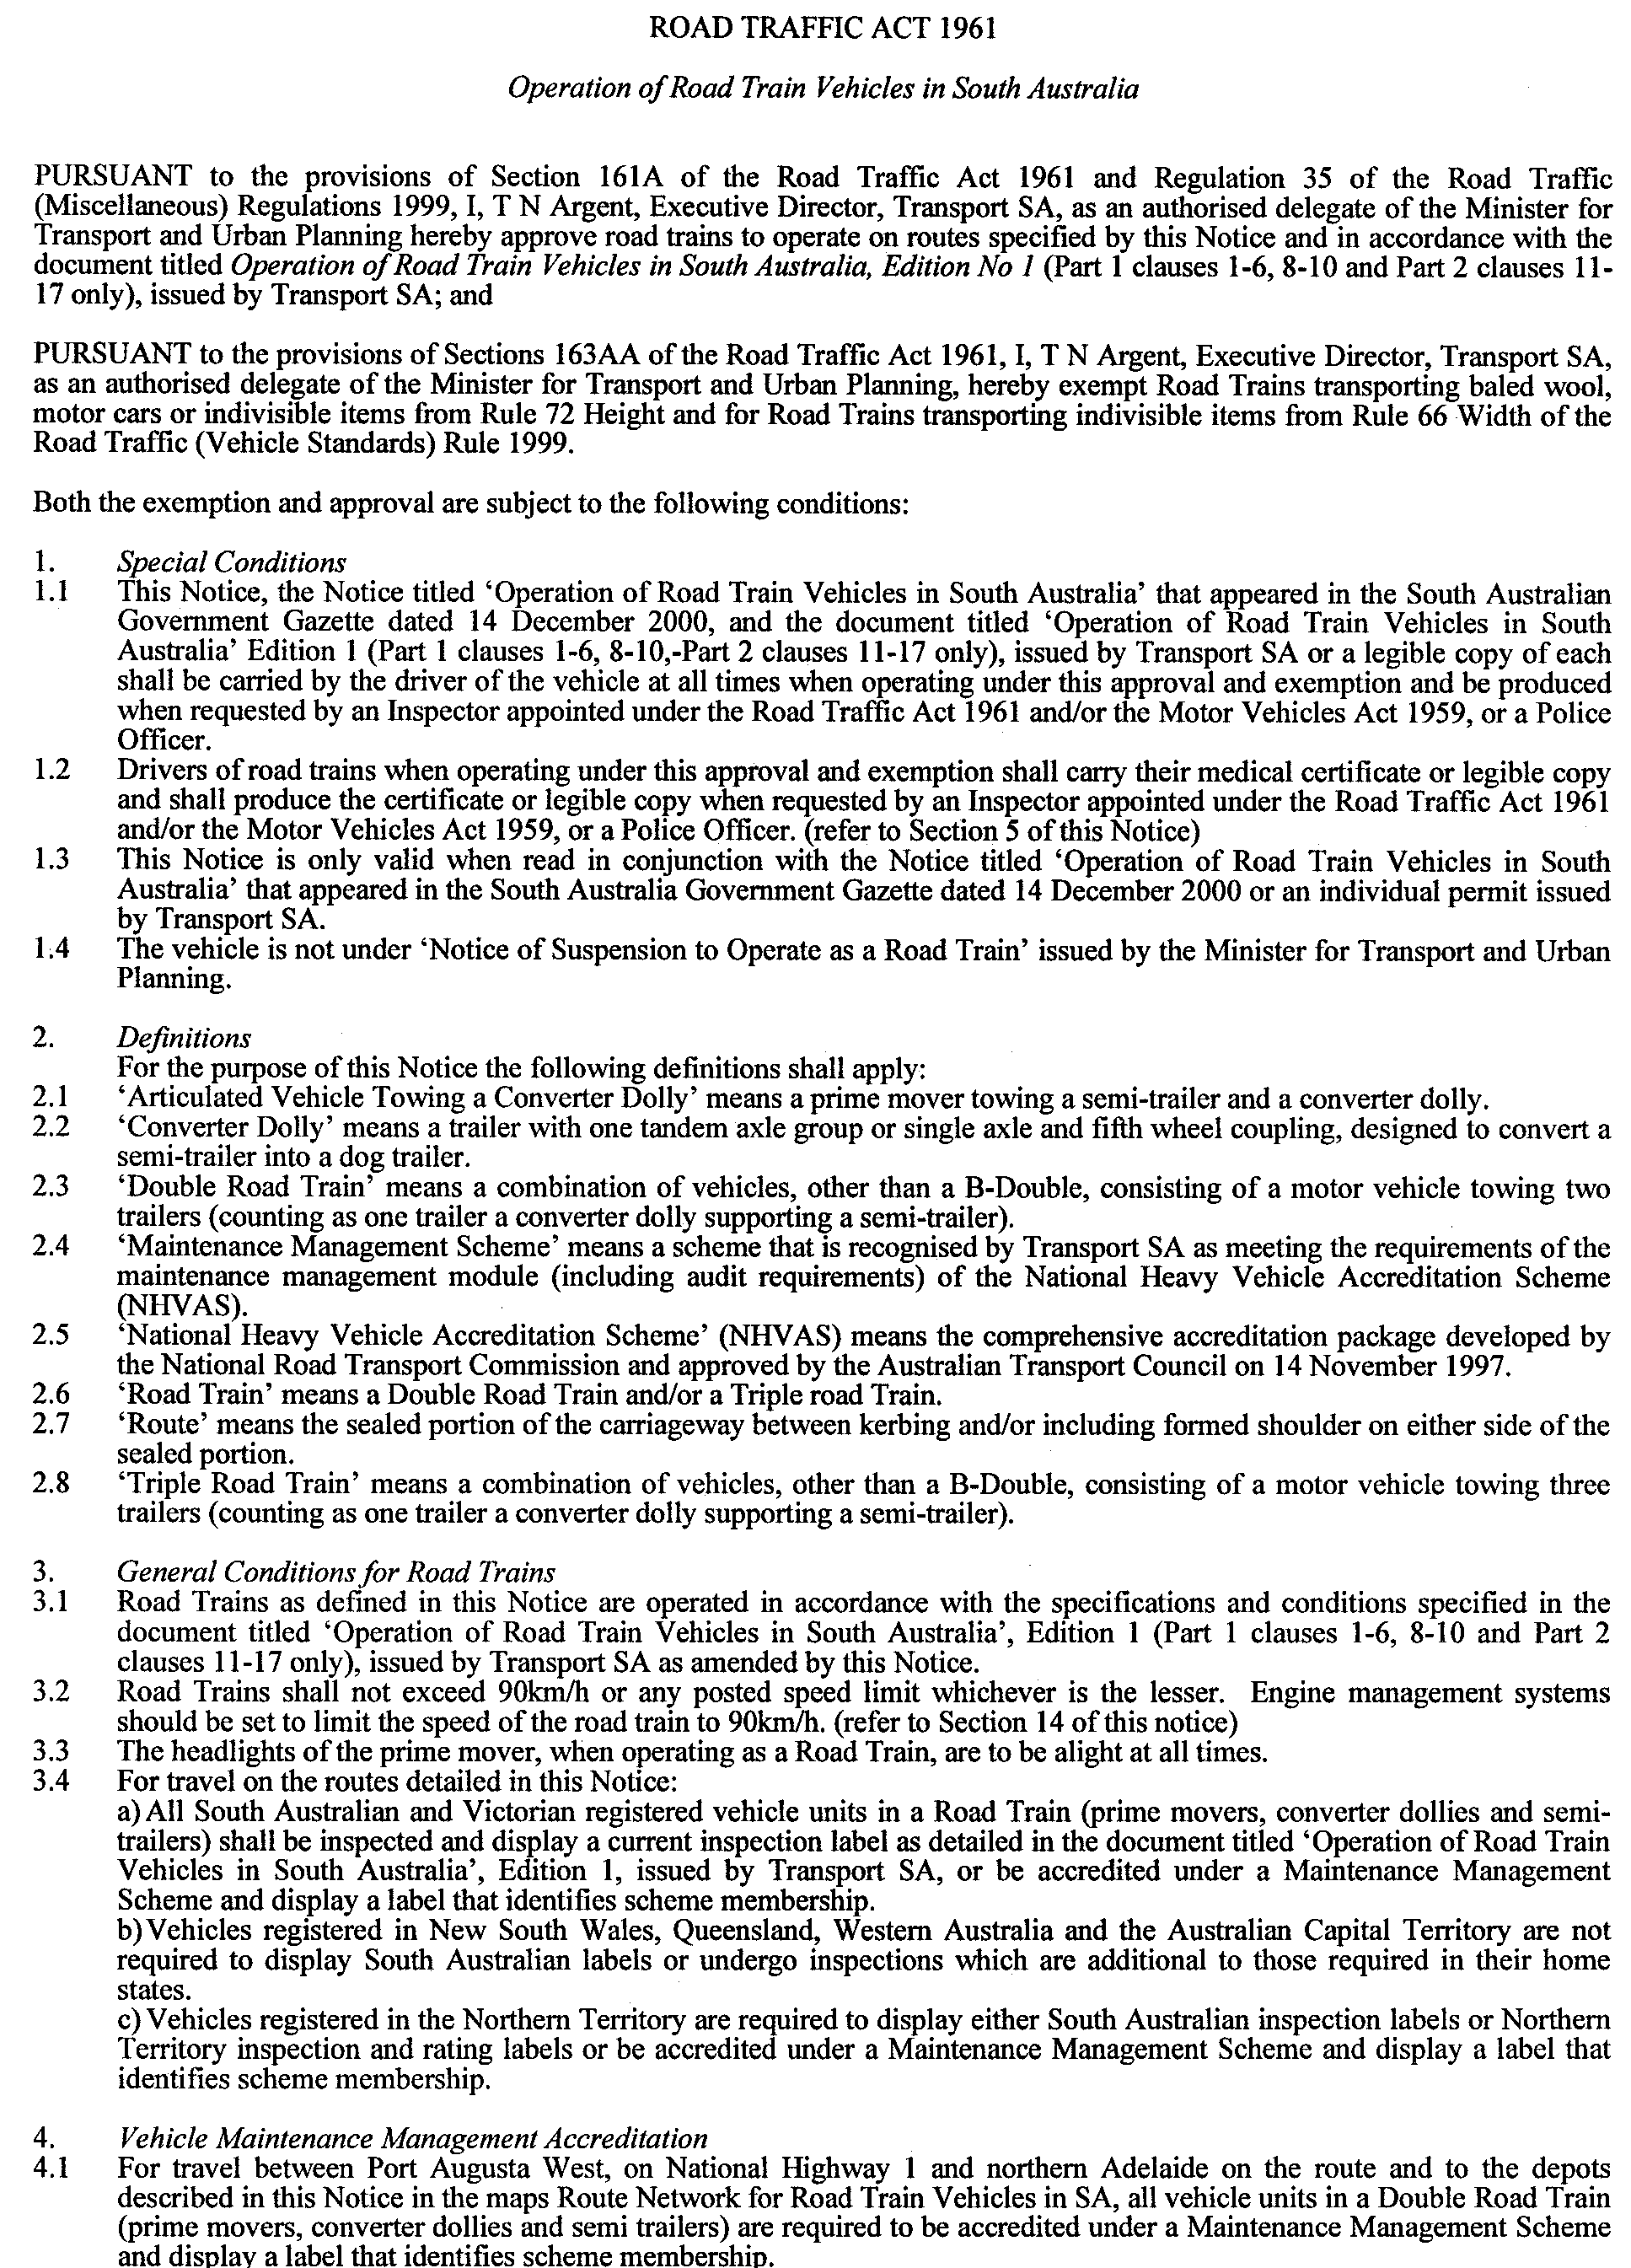 ROAD TRAFFIC ACT 1961
Operation of Road Train Vehicles in South Australia
PURSUANT to the provisions of Section 161A of the Road Traffic Act 1961 and Regulation 35 of the Road Traffic
(Miscellaneous) Regulations 1999, I, T N Argent, Executive Director, Transport SA, as an authorised delegate of the Minister for
Transport and Urban Planning hereby approve road trains to operate on routes specified by this Notice and in accordance with the
document titled Operation of Road Train Vehicles in South Australia, Edition No 1 (Part 1 clauses 1-6, 8-10 and Part 2 clauses 11-
17 only), issued by Transport SA; and
PURSUANT to the provisions of Sections 163AA of the Road Traffic Act 1961, I, T N Argent, Executive Director, Transport SA,
as an authorised delegate of the Minister for Transport and Urban Planning, hereby exempt Road Trains transporting baled wool,
motor cars or indivisible items from Rule 72 Height and for Road Trains transporting indivisible items from Rule 66 Width of the
Road Traffic (Vehicle Standards) Rule 1999.
Both the exemption and approval are subject to the following conditions:
1. Special Conditions
1.1 This Notice, the Notice titled ‘Operation of Road Train Vehicles in South Australia’ that appeared in the South Australian
Government Gazette dated 14 December 2000, and the document titled ‘Operation of Road Train Vehicles in South
Australia’ Edition 1 (Part 1 clauses 1-6, 8-10,-Part 2 clauses 11-17 only), issued by Transport SA or a legible copy of each
shall be carried by the driver of the vehicle at all times when operating under this approval and exemption and be produced
when requested by an Inspector appointed under the Road Traffic Act 1961 and/or the Motor Vehicles Act 1959, or a Police
Officer.
1.2 Drivers of road trains when operating under this approval and exemption shall carry their medical certificate or legible copy
and shall produce the certificate or legible copy when requested by an Inspector appointed under the Road Traffic Act 1961
and/or the Motor Vehicles Act 1959, or a Police Officer. (refer to Section 5 of this Notice)
1.3 This Notice is only valid when read in conjunction with the Notice titled ‘Operation of Road Train Vehicles in South
Australia’ that appeared in the South Australia Government Gazette dated 14 December 2000 or an individual permit issued
by Transport SA.
1.4 The vehicle is not under ‘Notice of Suspension to Operate as a Road Train’ issued by the Minister for Transport and Urban
Planning.
2. Definitions
For the purpose of this Notice the following definitions shall apply:
2.1 ‘Articulated Vehicle Towing a Converter Dolly’ means a prime mover towing a semi-trailer and a converter dolly.
2.2 ‘Converter Dolly’ means a trailer with one tandem axle group or single axle and fifth wheel coupling, designed to convert a
semi-trailer into a dog trailer.
2.3 ‘Double Road Train’ means a combination of vehicles, other than a B-Double, consisting of a motor vehicle towing two
trailers (counting as one trailer a converter dolly supporting a semi-trailer).
2.4 ‘Maintenance Management Scheme’ means a scheme that is recognised by Transport SA as meeting the requirements of the
maintenance management module (including audit requirements) of the National Heavy Vehicle Accreditation Scheme
(NHVAS).
2.5 ‘National Heavy Vehicle Accreditation Scheme’ (NHVAS) means the comprehensive accreditation package developed by
the National Road Transport Commission and approved by the Australian Transport Council on 14 November 1997.
2.6 ‘Road Train’ means a Double Road Train and/or a Triple road Train.
2.7 ‘Route’ means the sealed portion of the carriageway between kerbing and/or including formed shoulder on either side of the
sealed portion.
2.8 ‘Triple Road Train’ means a combination of vehicles, other than a B-Double, consisting of a motor vehicle towing three
trailers (counting as one trailer a converter dolly supporting a semi-trailer).
3. General Conditions for Road Trains
3.1 Road Trains as defined in this Notice are operated in accordance with the specifications and conditions specified in the
document titled ‘Operation of Road Train Vehicles in South Australia’, Edition 1 (Part 1 clauses 1-6, 8-10 and Part 2
clauses 11-17 only), issued by Transport SA as amended by this Notice.
3.2 Road Trains shall not exceed 90km/h or any posted speed limit whichever is the lesser. Engine management systems
should be set to limit the speed of the road train to 90km/h. (refer to Section 14 of this notice)
3.3 The headlights of the prime mover, when operating as a Road Train, are to be alight at all times.
3.4 For travel on the routes detailed in this Notice:
a) All South Australian and Victorian registered vehicle units in a Road Train (prime movers, converter dollies and semi-
trailers) shall be inspected and display a current inspection label as detailed in the document titled ‘Operation of Road Train
Vehicles in South Australia’, Edition 1, issued by Transport SA, or be accredited under a Maintenance Management
Scheme and display a label that identifies scheme membership.
b) Vehicles registered in New South Wales, Queensland, Western Australia and the Australian Capital Territory are not
required to display South Australian labels or undergo inspections which are additional to those required in their home
states.
c) Vehicles registered in the Northern Territory are required to display either South Australian inspection labels or Northern
Territory inspection and rating labels or be accredited under a Maintenance Management Scheme and display a label that
identifies scheme membership.
4. Vehicle Maintenance Management Accreditation
4.1 For travel between Port Augusta West, on National Highway 1 and northern Adelaide on the route and to the depots
described in this Notice in the maps Route Network for Road Train Vehicles in SA, all vehicle units in a Double Road Train
(prime movers, converter dollies and semi trailers) are required to be accredited under a Maintenance Management Scheme
and display a label that identifies scheme membership.